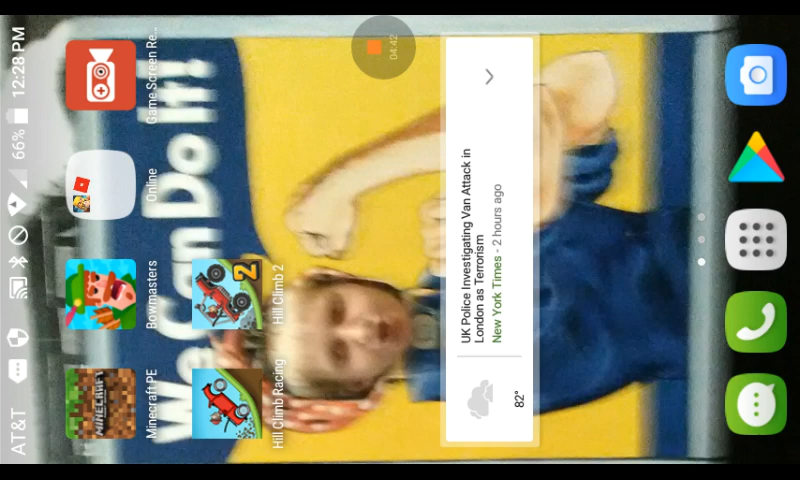 AT&T 66% 12:28 PM
04:42
Minecraft PE
Bowmasters
Online
Game Screen Re...
MINECRAFT
Hill Climb Racing
Hill Climb 2
2
We Can Do It!
82°
UK Police Investigating Van Attack in
London as Terrorism
New York Times - 2 hours ago